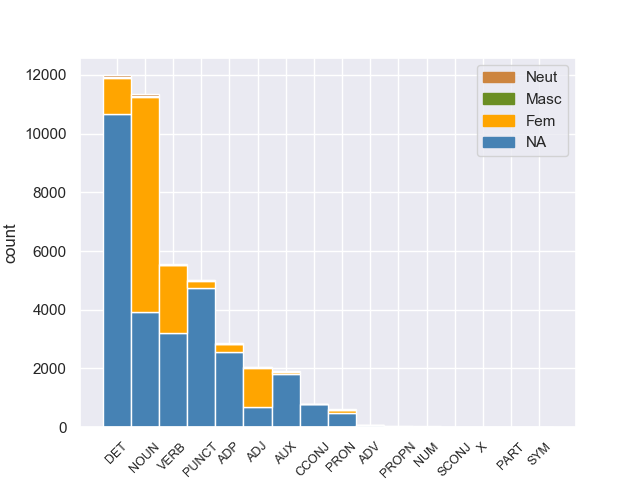 12000
10000
8000
6000
4000
2000
0
count
Neut
Masc
Fem
NA
DET
NOUN
VERB
PUNCT
ADP
ADJ
AUX
CCONJ
PRON
ADV
PROPN
NUM
SCONJ
X
PART
SYM